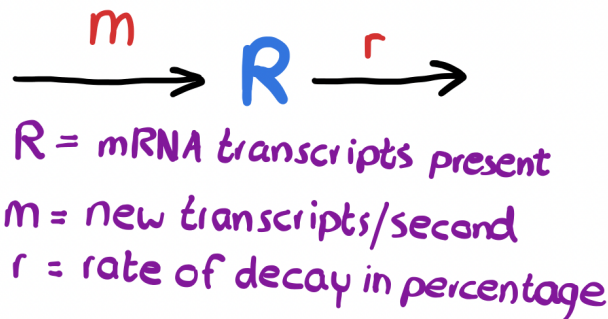 m
R r
R = mRNA transcripts present
m = new transcripts/second
r = rate of decay in percentage